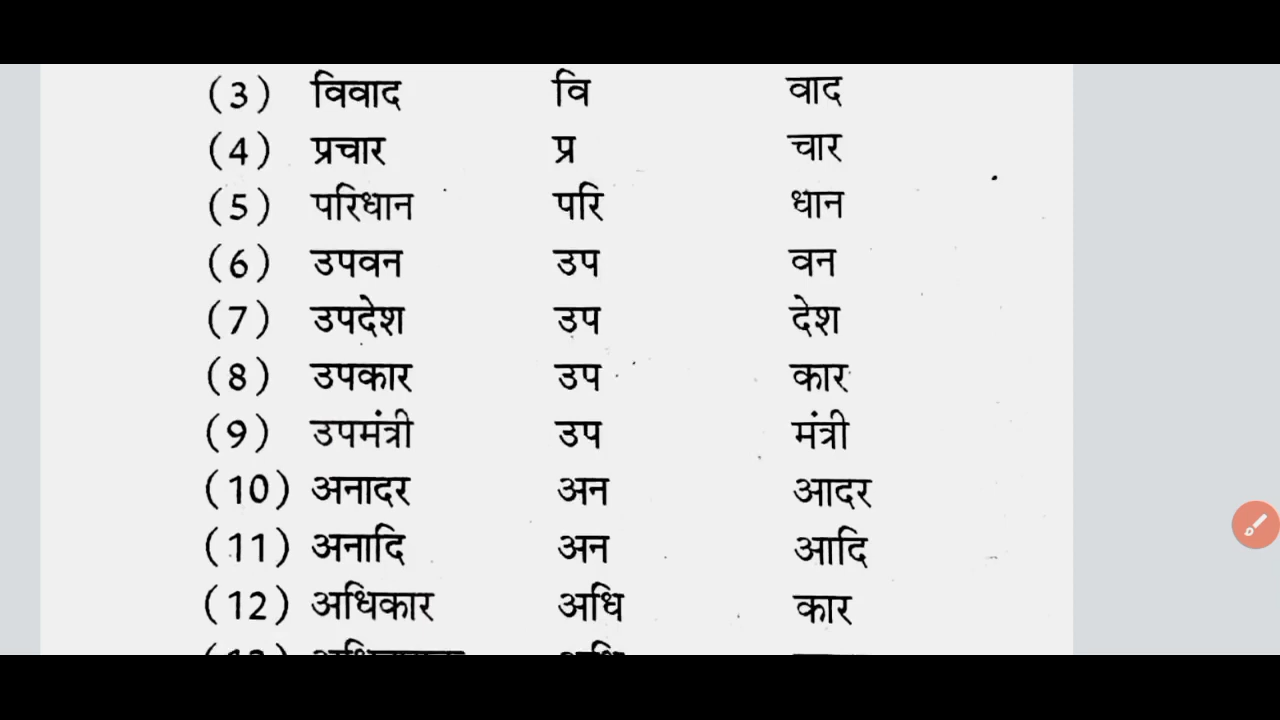 (3) विवाद वि वाद
(4) प्रचार प्र चार
(5) परिधान परि धान
(6) उपवन उप वन
(7) उपदेश उप देश
(8) उपकार उप कार
(9) उपमंत्री उप मंत्री
(10) अनादर अन आदर
(11) अनादि अन आदि
(12) अधिकार अधि कार